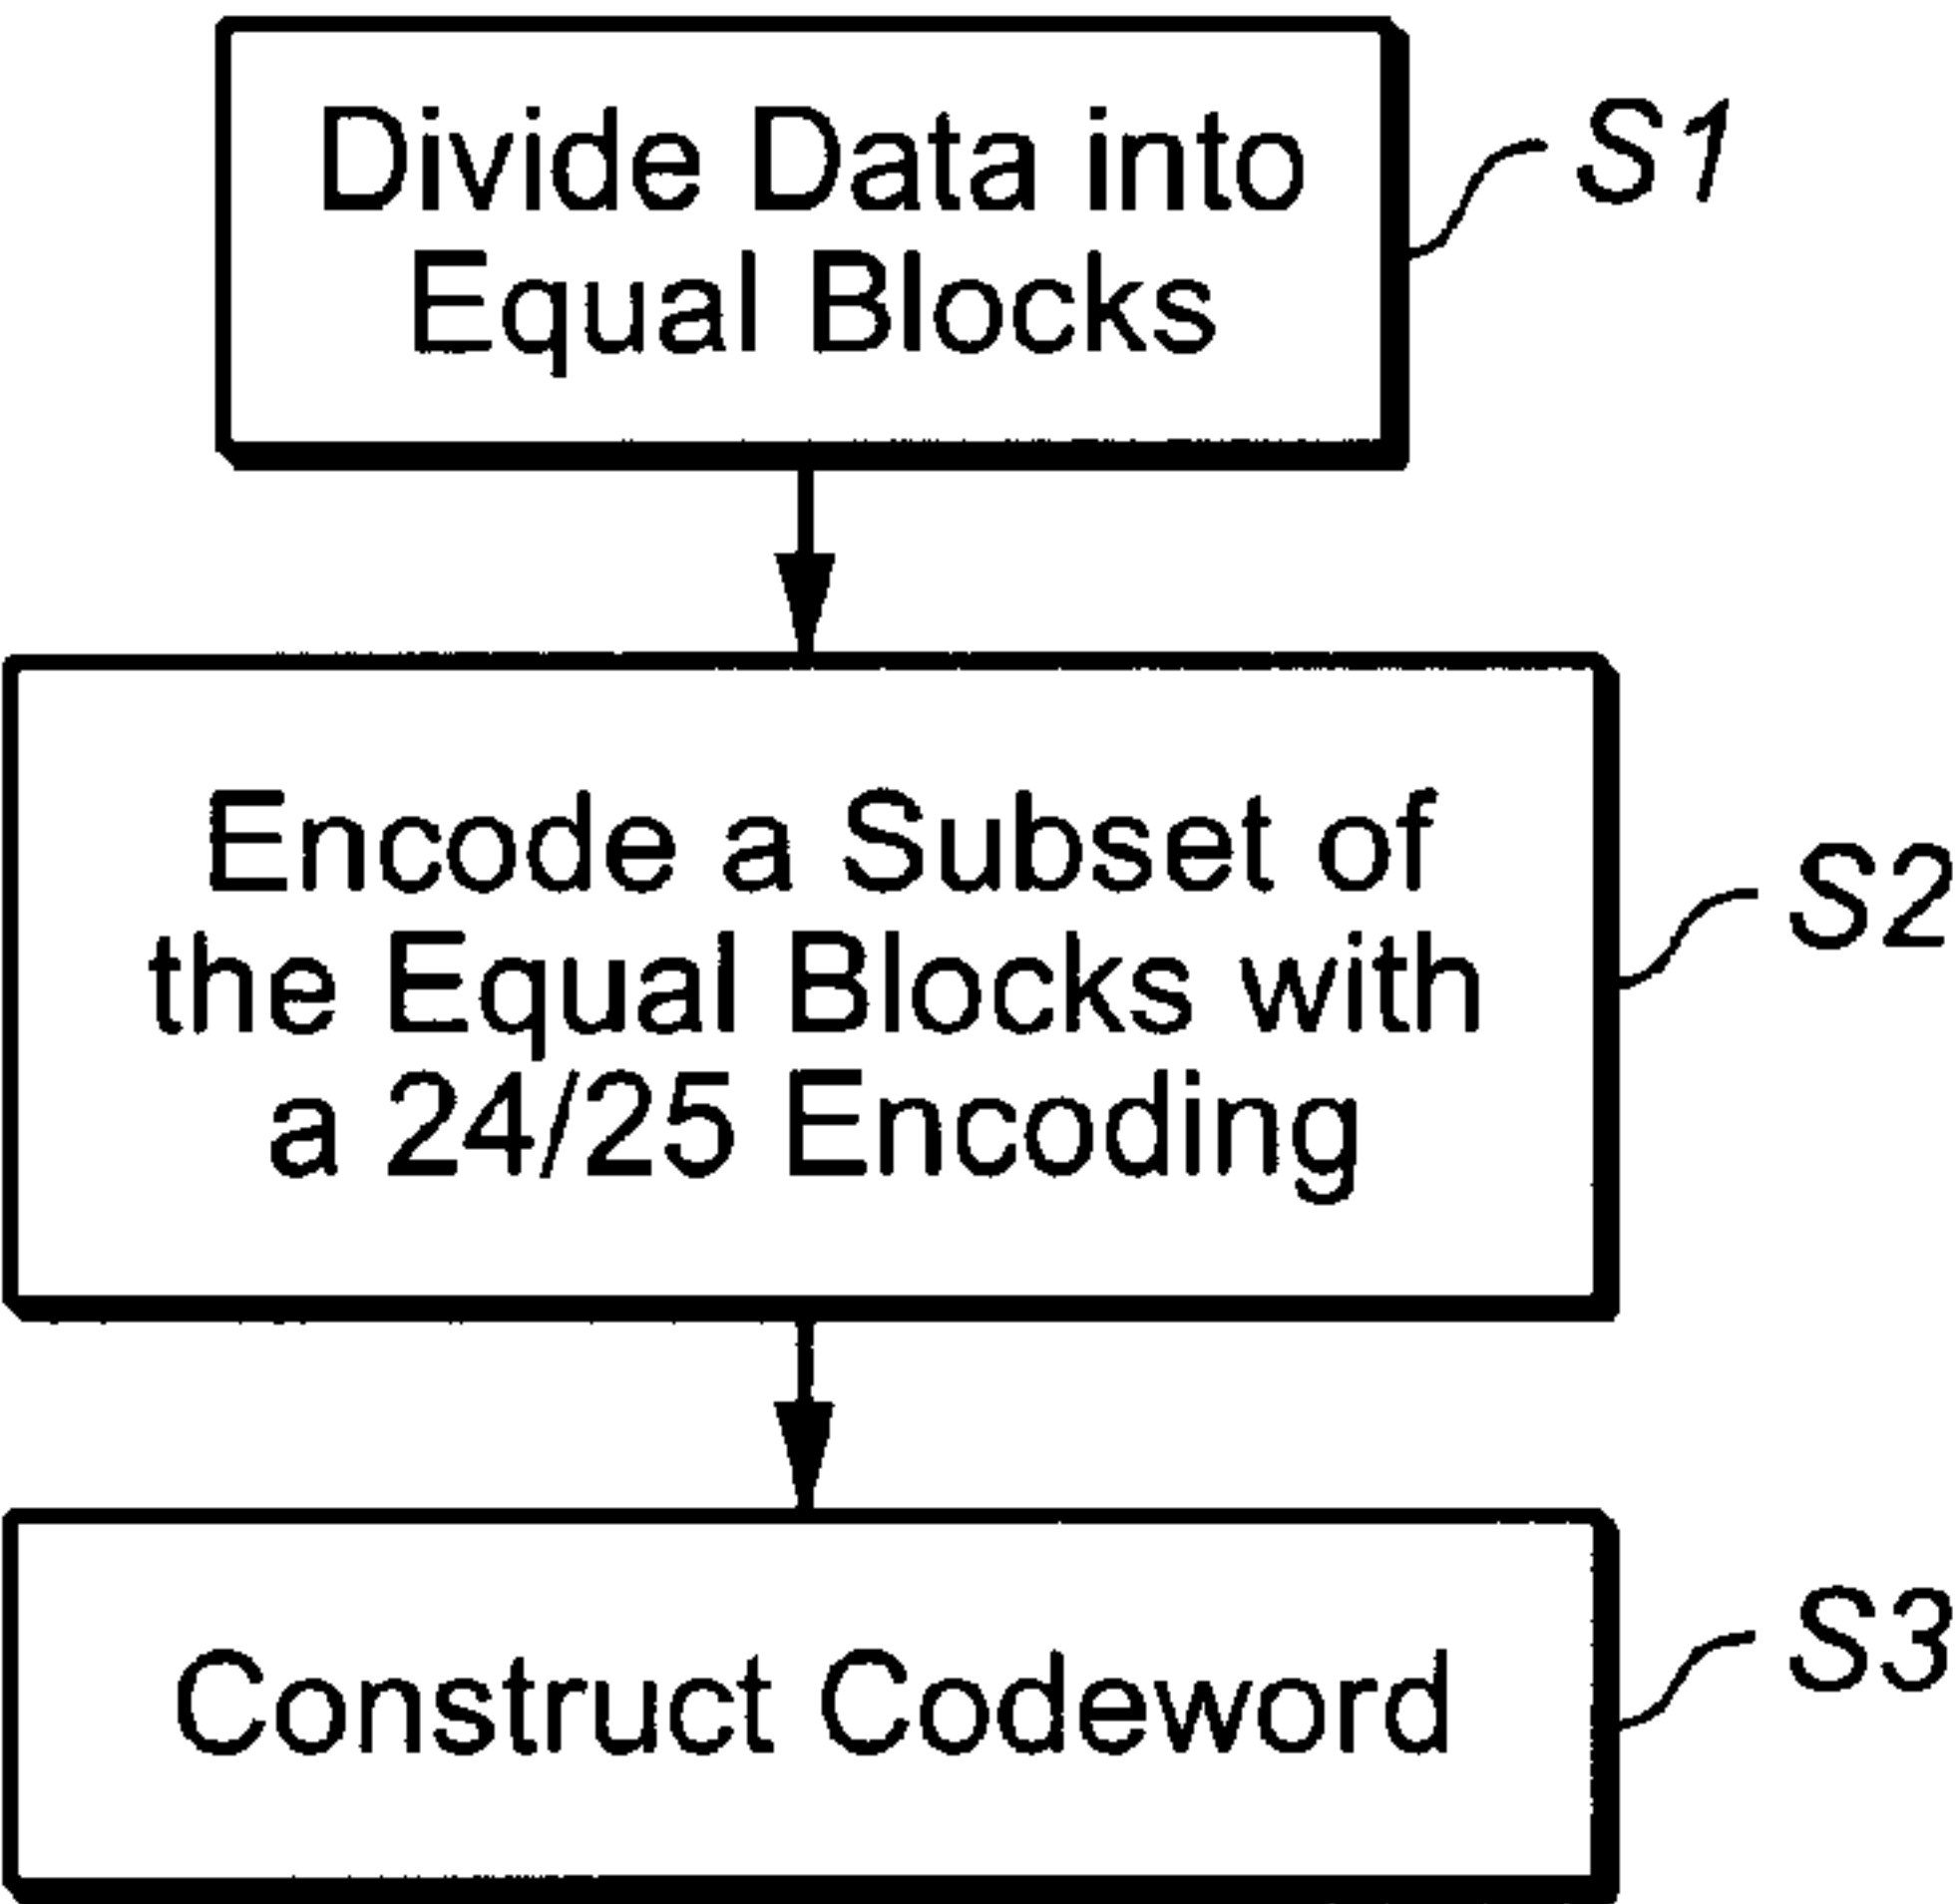 Divide Data into
Equal Blocks
S1
Encode a Subset of
the Equal Blocks with
a 24/25 Encoding
S2
Construct Codeword
S3